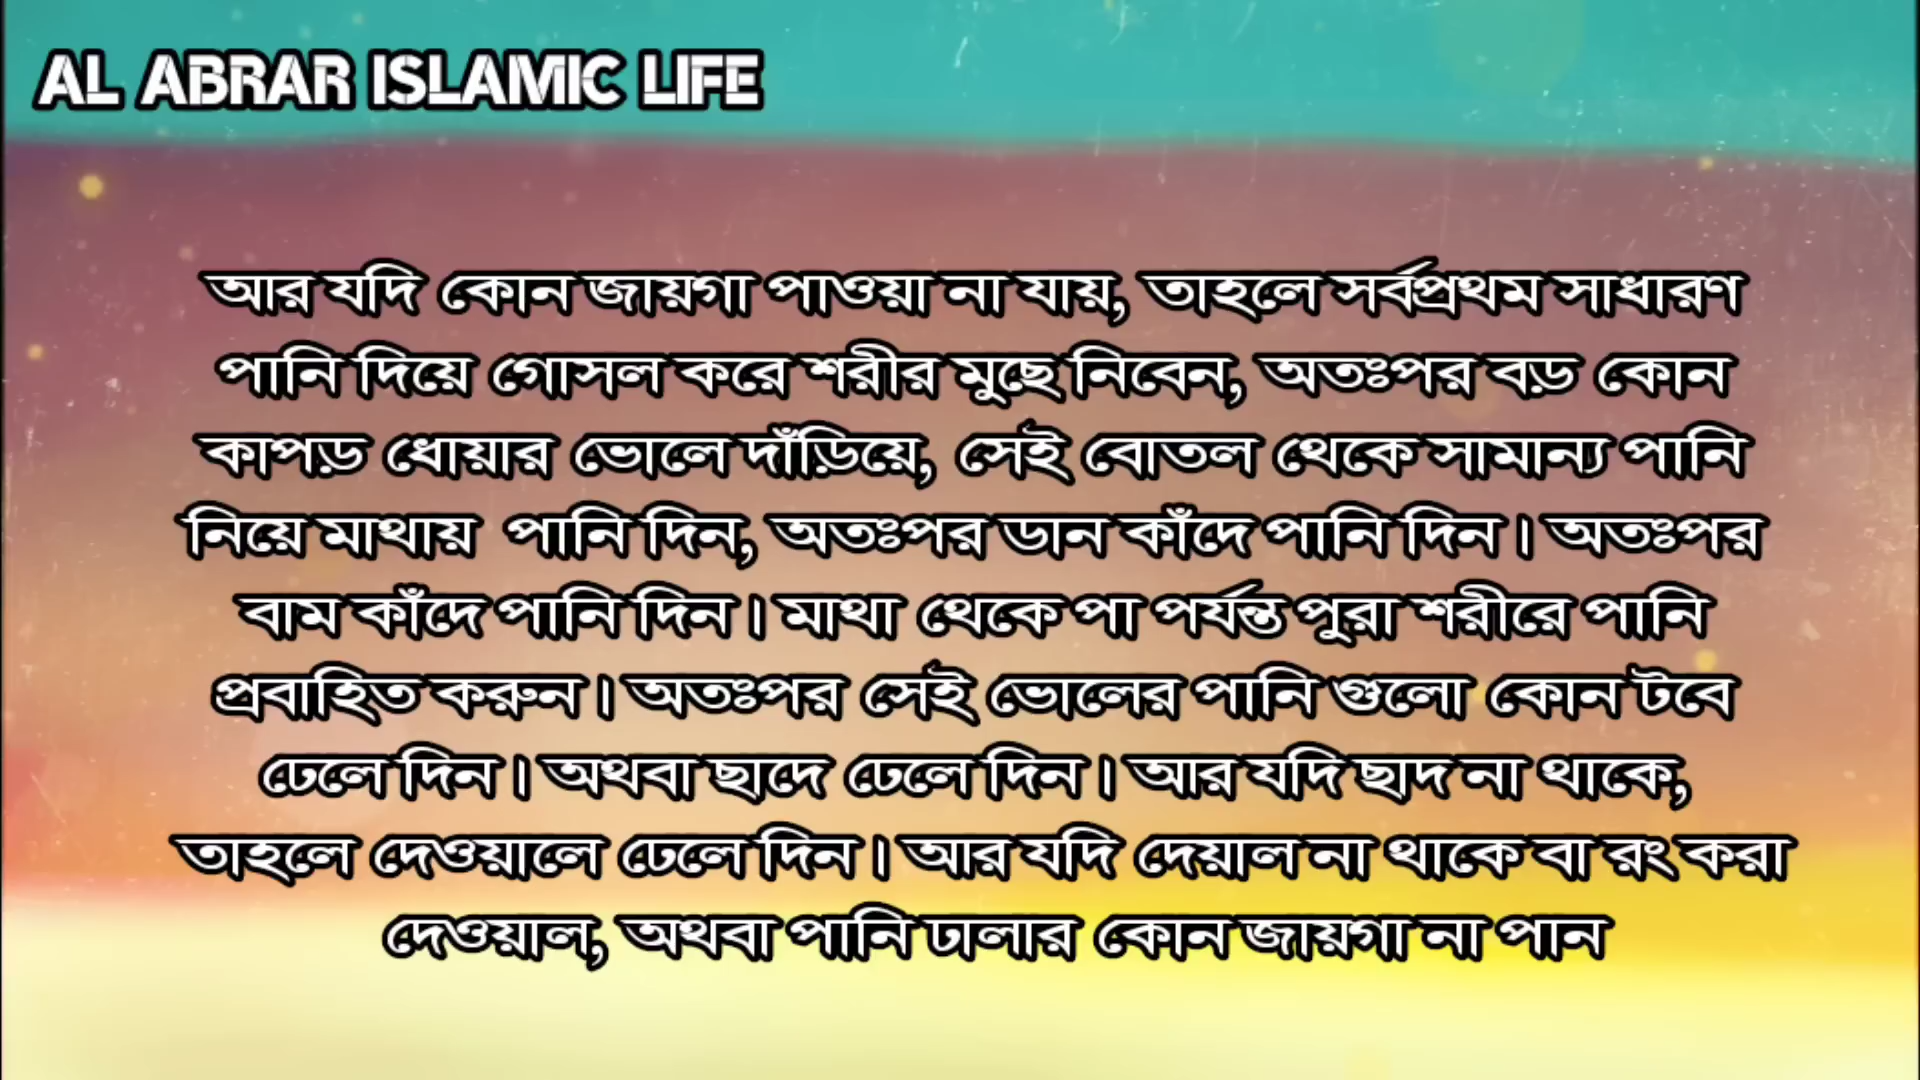 AL ABRAR ISLAMIC LIFE
আর যদি কোন জায়গা পাওয়া না যায়, তাহলে সর্বপ্রথম সাধারণ
পানি দিয়ে গোসল করে শরীর মুছে নিবেন, অতঃপর বড় কোন
কাপড় ধোয়ার ভোলে দাঁড়িয়ে, সেই বোতল থেকে সামান্য পানি
নিয়ে মাথায় পানি দিন, অতঃপর ডান কাঁদে পানি দিন। অতঃপর
বাম কাঁদে পানি দিন। মাথা থেকে পা পর্যন্ত পুরা শরীরে পানি
প্রবাহিত করুন। অতঃপর সেই ভোলের পানি গুলো কোন টবে
ঢেলে দিন। অথবা ছাদে ঢেলে দিন। আর যদি ছাদ না থাকে,
তাহলে দেওয়ালে ঢেলে দিন। আর যদি দেয়াল না থাকে বা রং করা
দেওয়াল, অথবা পানি ঢালার কোন জায়গা না পান